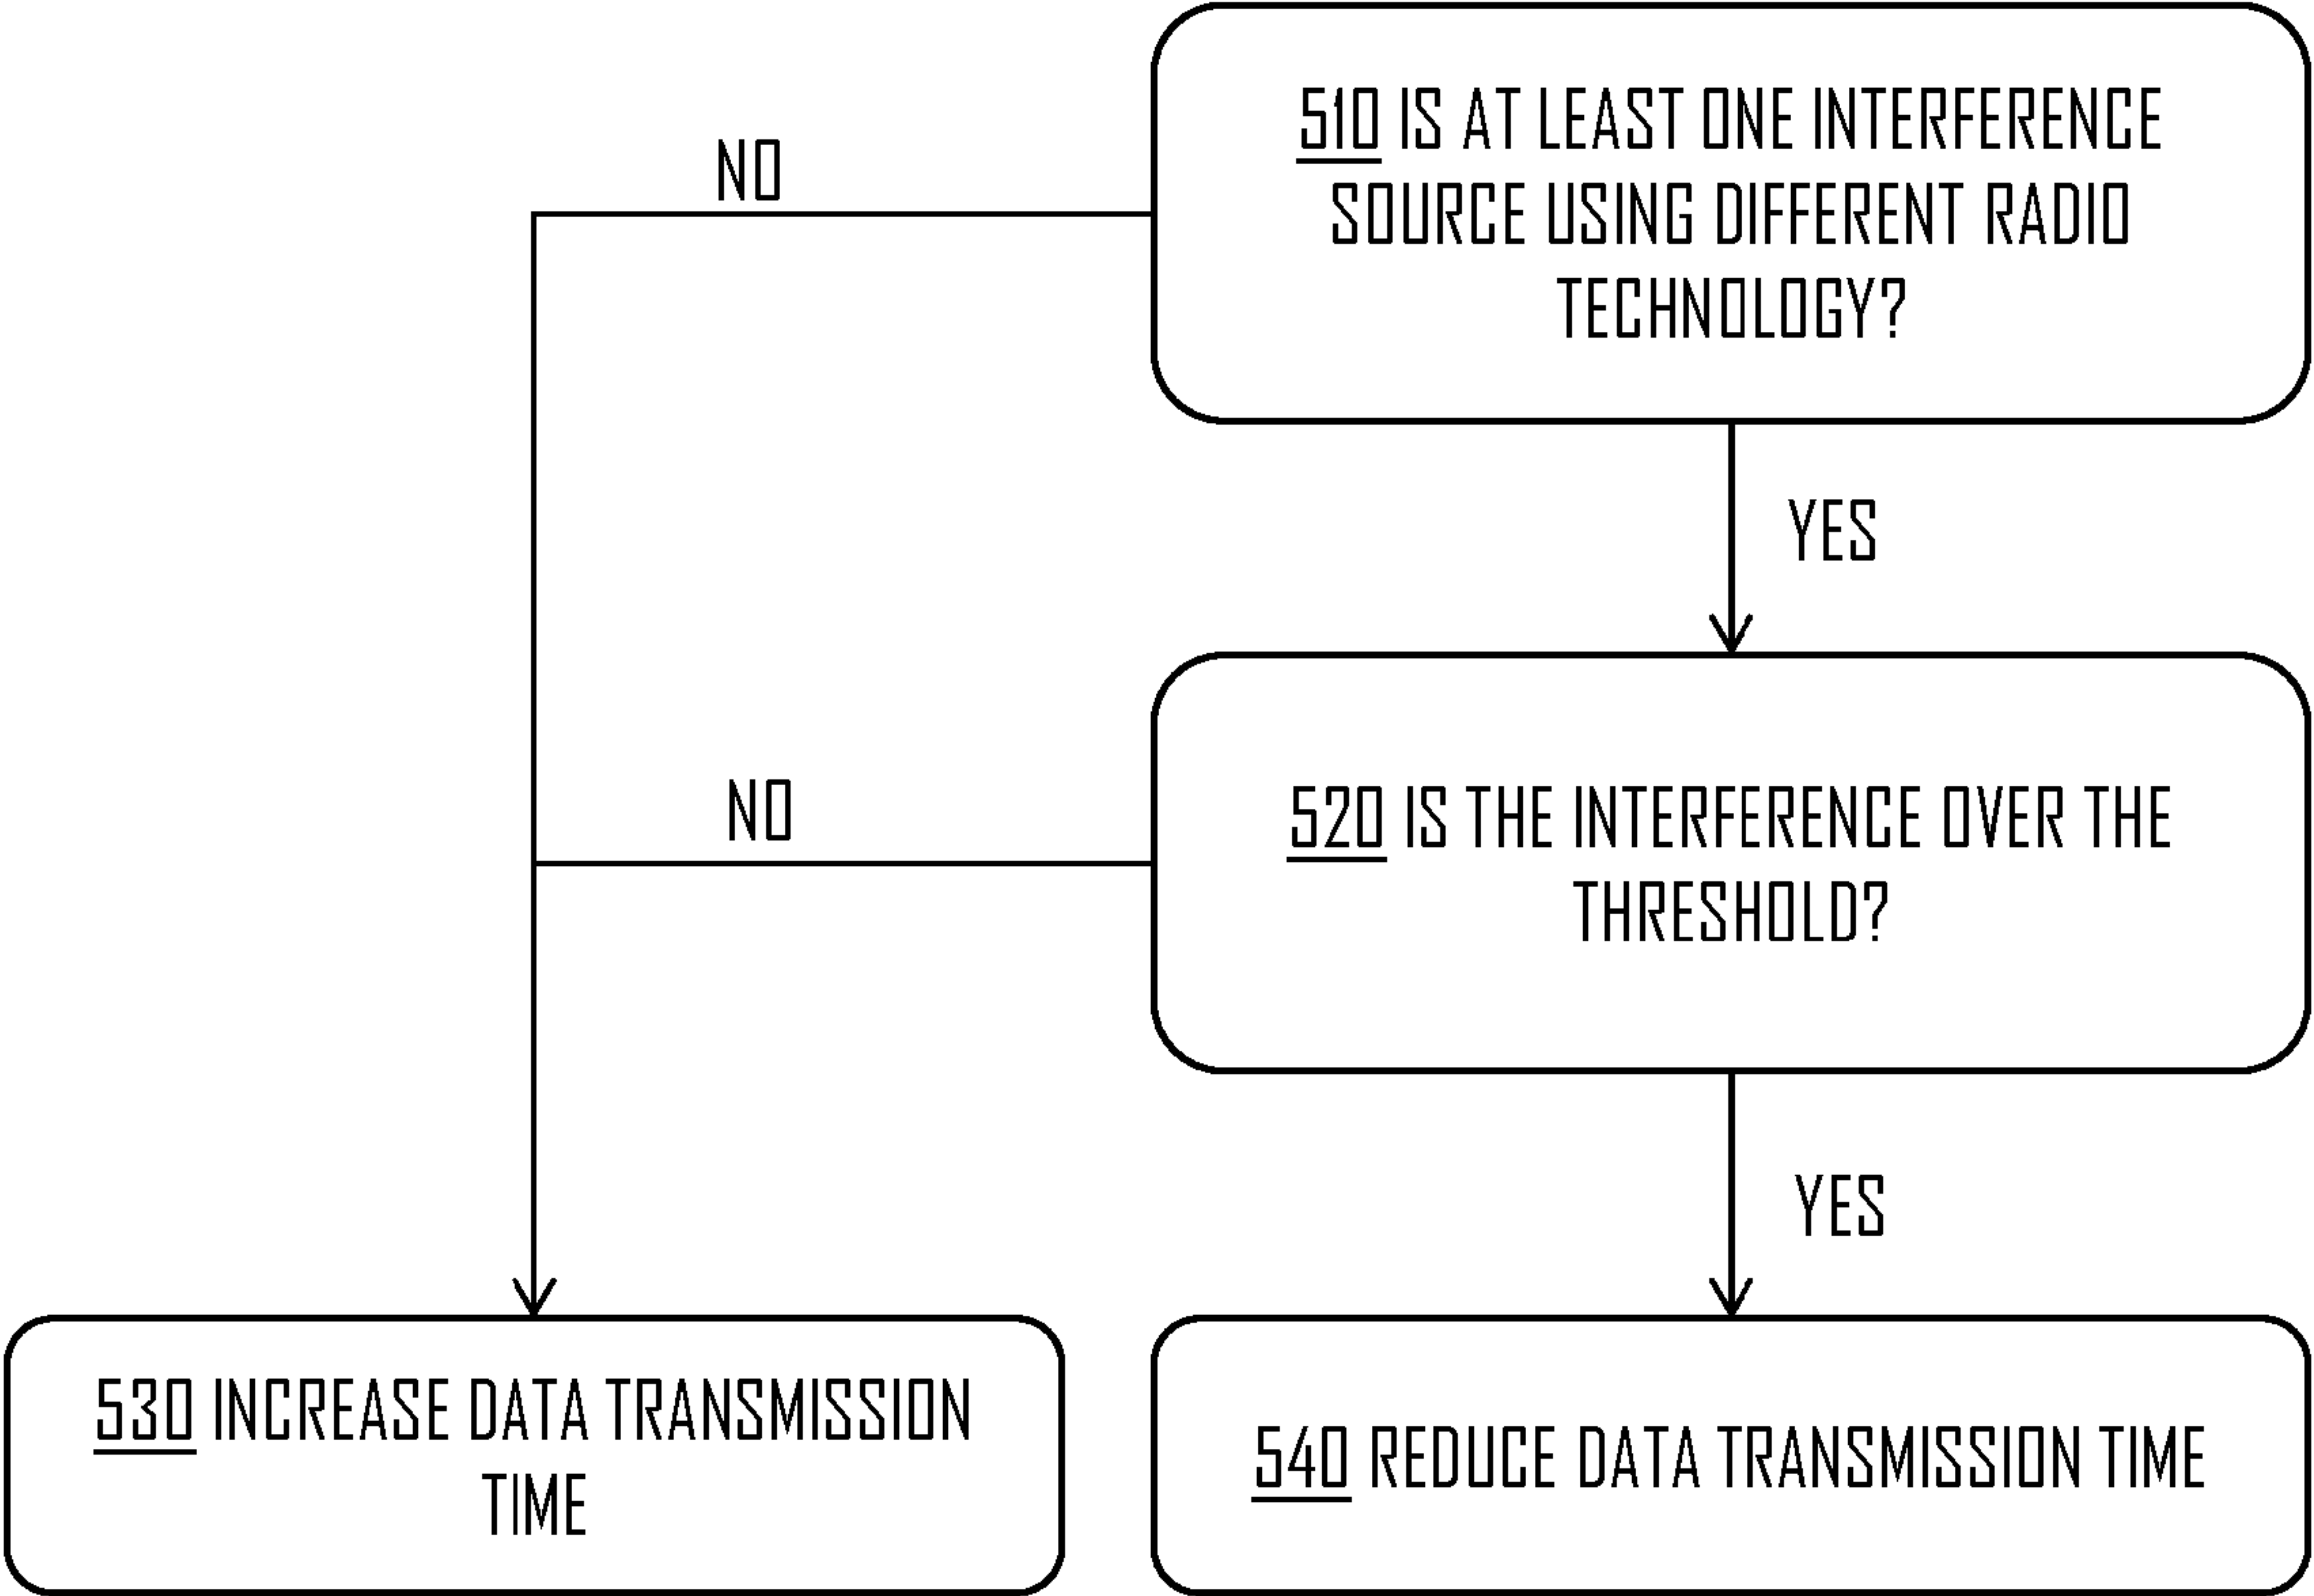 510 IS AT LEAST ONE INTERFERENCE
SOURCE USING DIFFERENT RADIO
TECHNOLOGY?
NO
YES
520 IS THE INTERFERENCE OVER THE
THRESHOLD?
NO
YES
530 INCREASE DATA TRANSMISSION
TIME
540 REDUCE DATA TRANSMISSION TIME